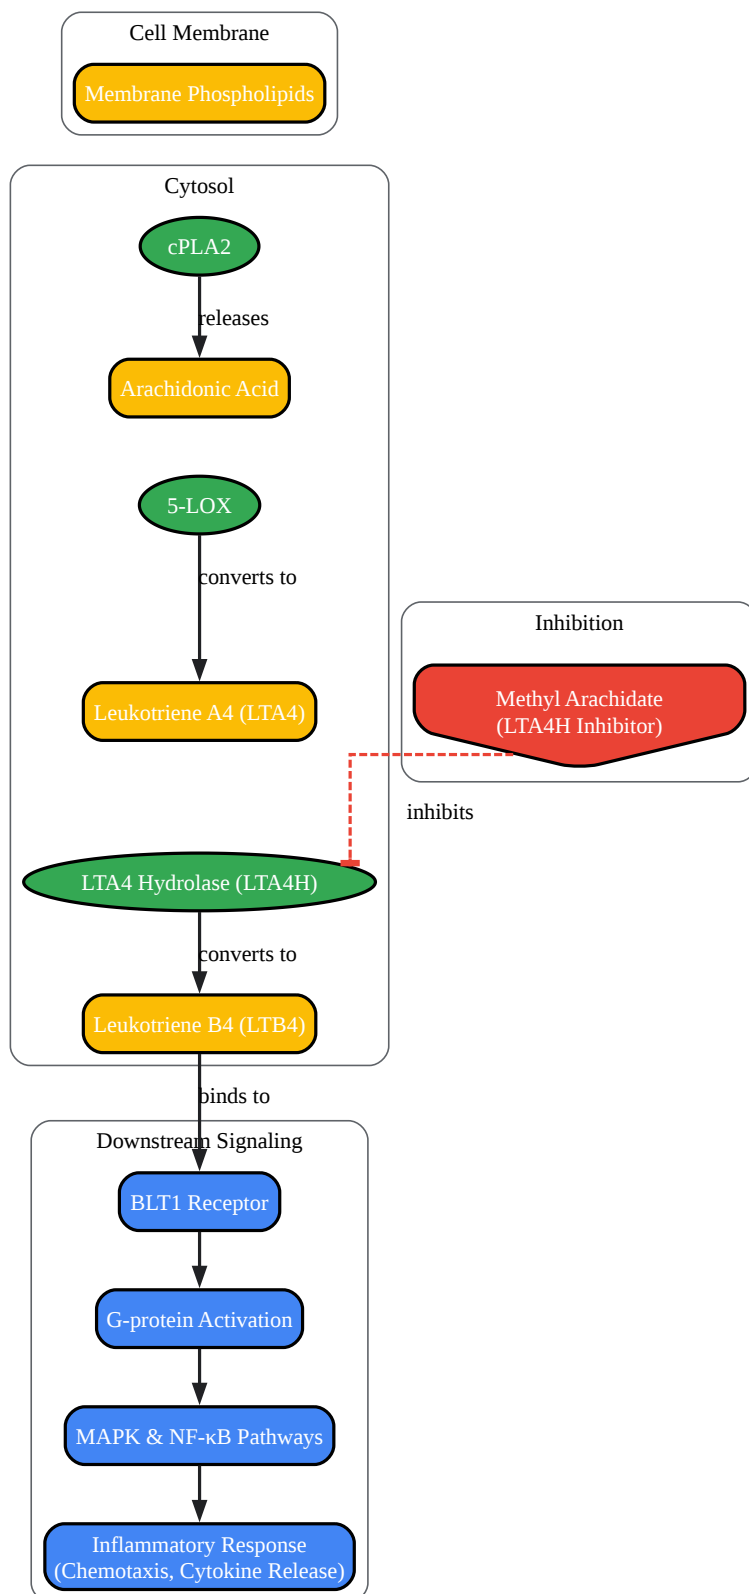 Cell Membrane
Membrane Phospholipids
Cytosol
cPLA2
releases
Arachidonic Acid
5-LOX
converts to
Leukotriene A4 (LTA4)
Inhibition
Methyl Arachidate
(LTA4H Inhibitor)
inhibits
LTA4 Hydrolase (LTA4H)
converts to
Leukotriene B4 (LTB4)
binds to
Downstream Signaling
BLT1 Receptor
G-protein Activation
MAPK & NF-κB Pathways
Inflammatory Response
(Chemotaxis, Cytokine Release)